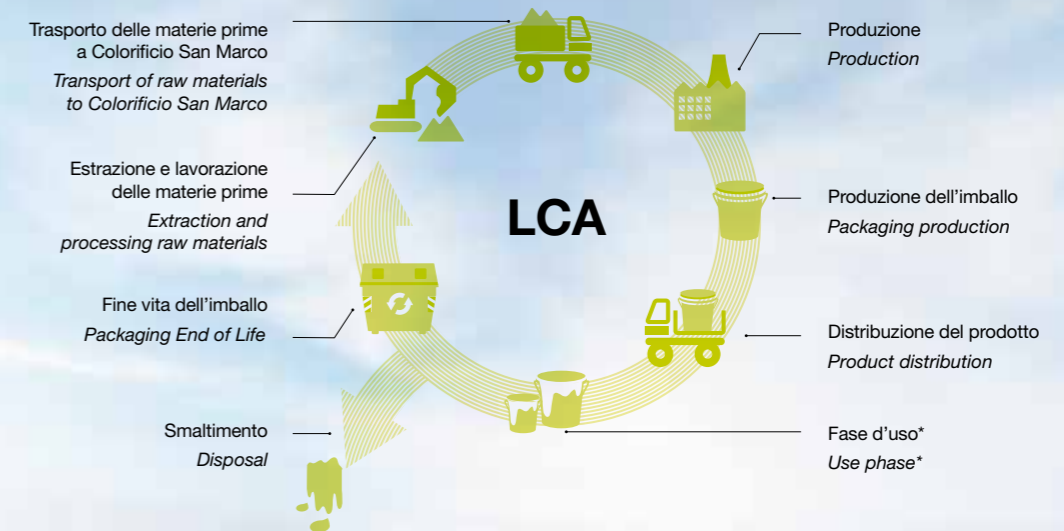 Trasporto delle materie prime
a Colorificio San Marco
Transport of raw materials
to Colorificio San Marco
Estrazione e lavorazione
delle materie prime
Extraction and
processing raw materials
Fine vita dell’imballo
Packaging End of Life
Smaltimento
Disposal
LCA
Produzione
Production
Produzione dell’imballo
Packaging production
Distribuzione del prodotto
Product distribution
Fase d’uso*
Use phase*